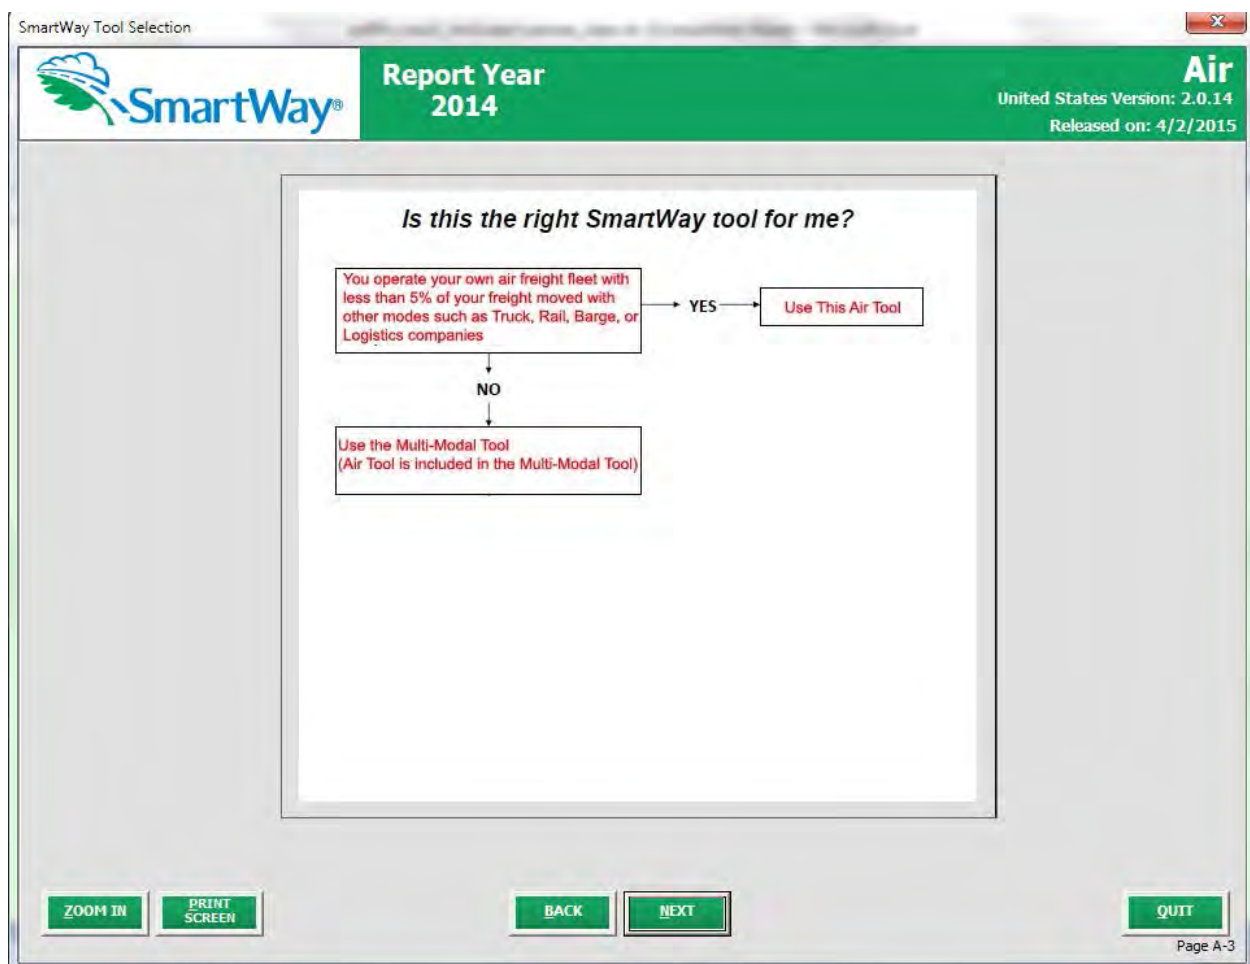 SmartWay Tool Selection
SmartWay®
Report Year
2014
Air
United States Version: 2.0.14
Released on: 4/2/2015
Is this the right SmartWay tool for me?
You operate your own air freight fleet with
less than 5% of your freight moved with
other modes such as Truck, Rail, Barge, or
Logistics companies
YES
Use This Air Tool
NO
Use the Multi-Modal Tool
(Air Tool is included in the Multi-Modal Tool)
ZOOM IN
PRINT
SCREEN
BACK
NEXT
QUIT
Page A-3